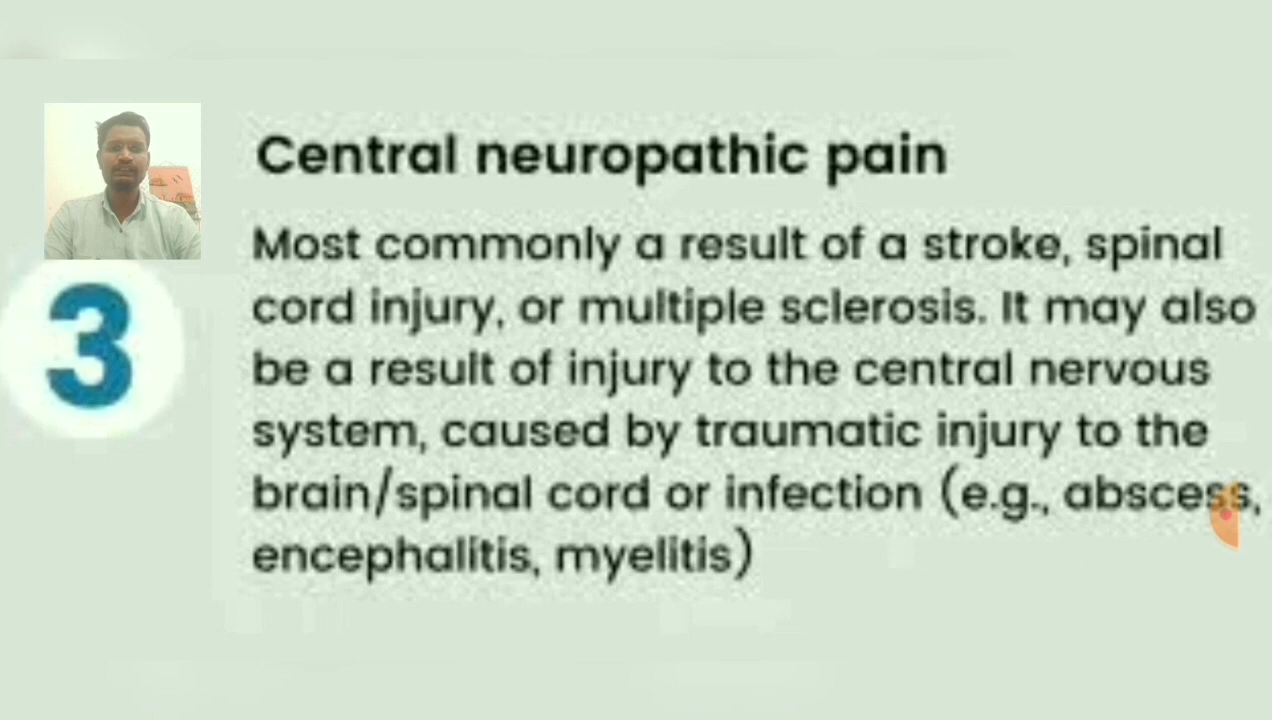 Central neuropathic pain
Most commonly a result of a stroke, spinal
cord injury, or multiple sclerosis. It may also
be a result of injury to the central nervous
system, caused by traumatic injury to the
brain/spinal cord or infection (e.g., abscess,
encephalitis, myelitis)
3